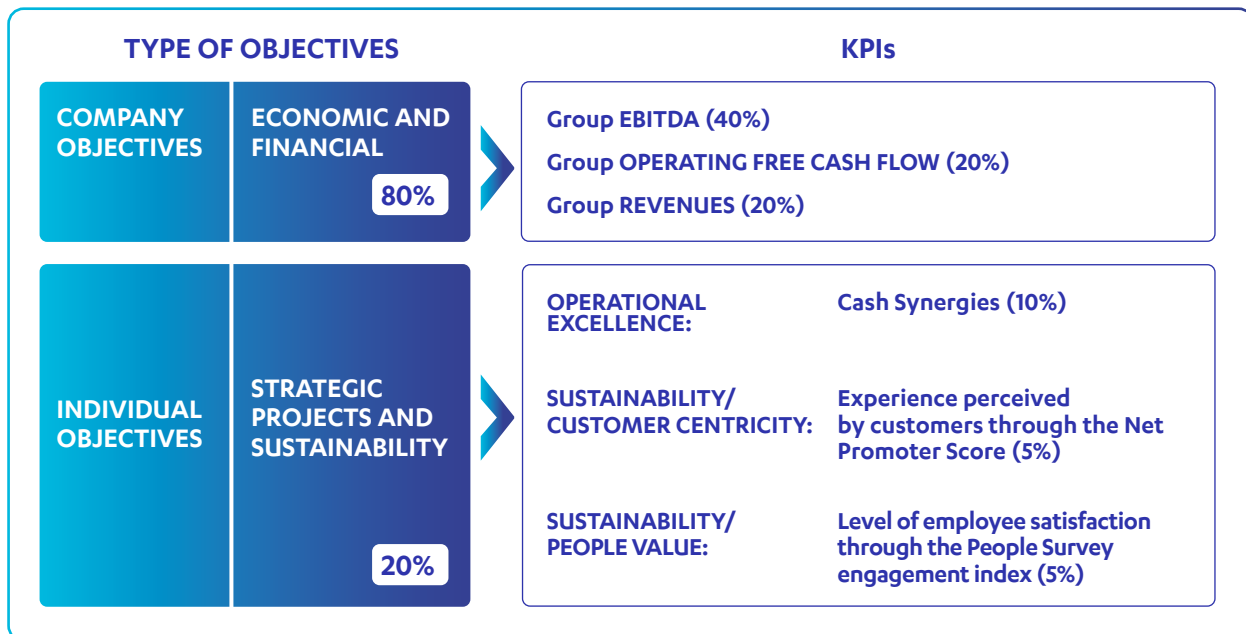 TYPE OF OBJECTIVES
KPIs
COMPANY
OBJECTIVES
ECONOMIC AND
FINANCIAL
80%
Group EBITDA (40%)
Group OPERATING FREE CASH FLOW (20%)
Group REVENUES (20%)
INDIVIDUAL
OBJECTIVES
STRATEGIC
PROJECTS AND
SUSTAINABILITY
20%
OPERATIONAL
EXCELLENCE:
Cash Synergies (10%)
SUSTAINABILITY/
CUSTOMER CENTRICITY:
Experience perceived
by customers through the Net
Promoter Score (5%)
SUSTAINABILITY/
PEOPLE VALUE:
Level of employee satisfaction
through the People Survey
engagement index (5%)